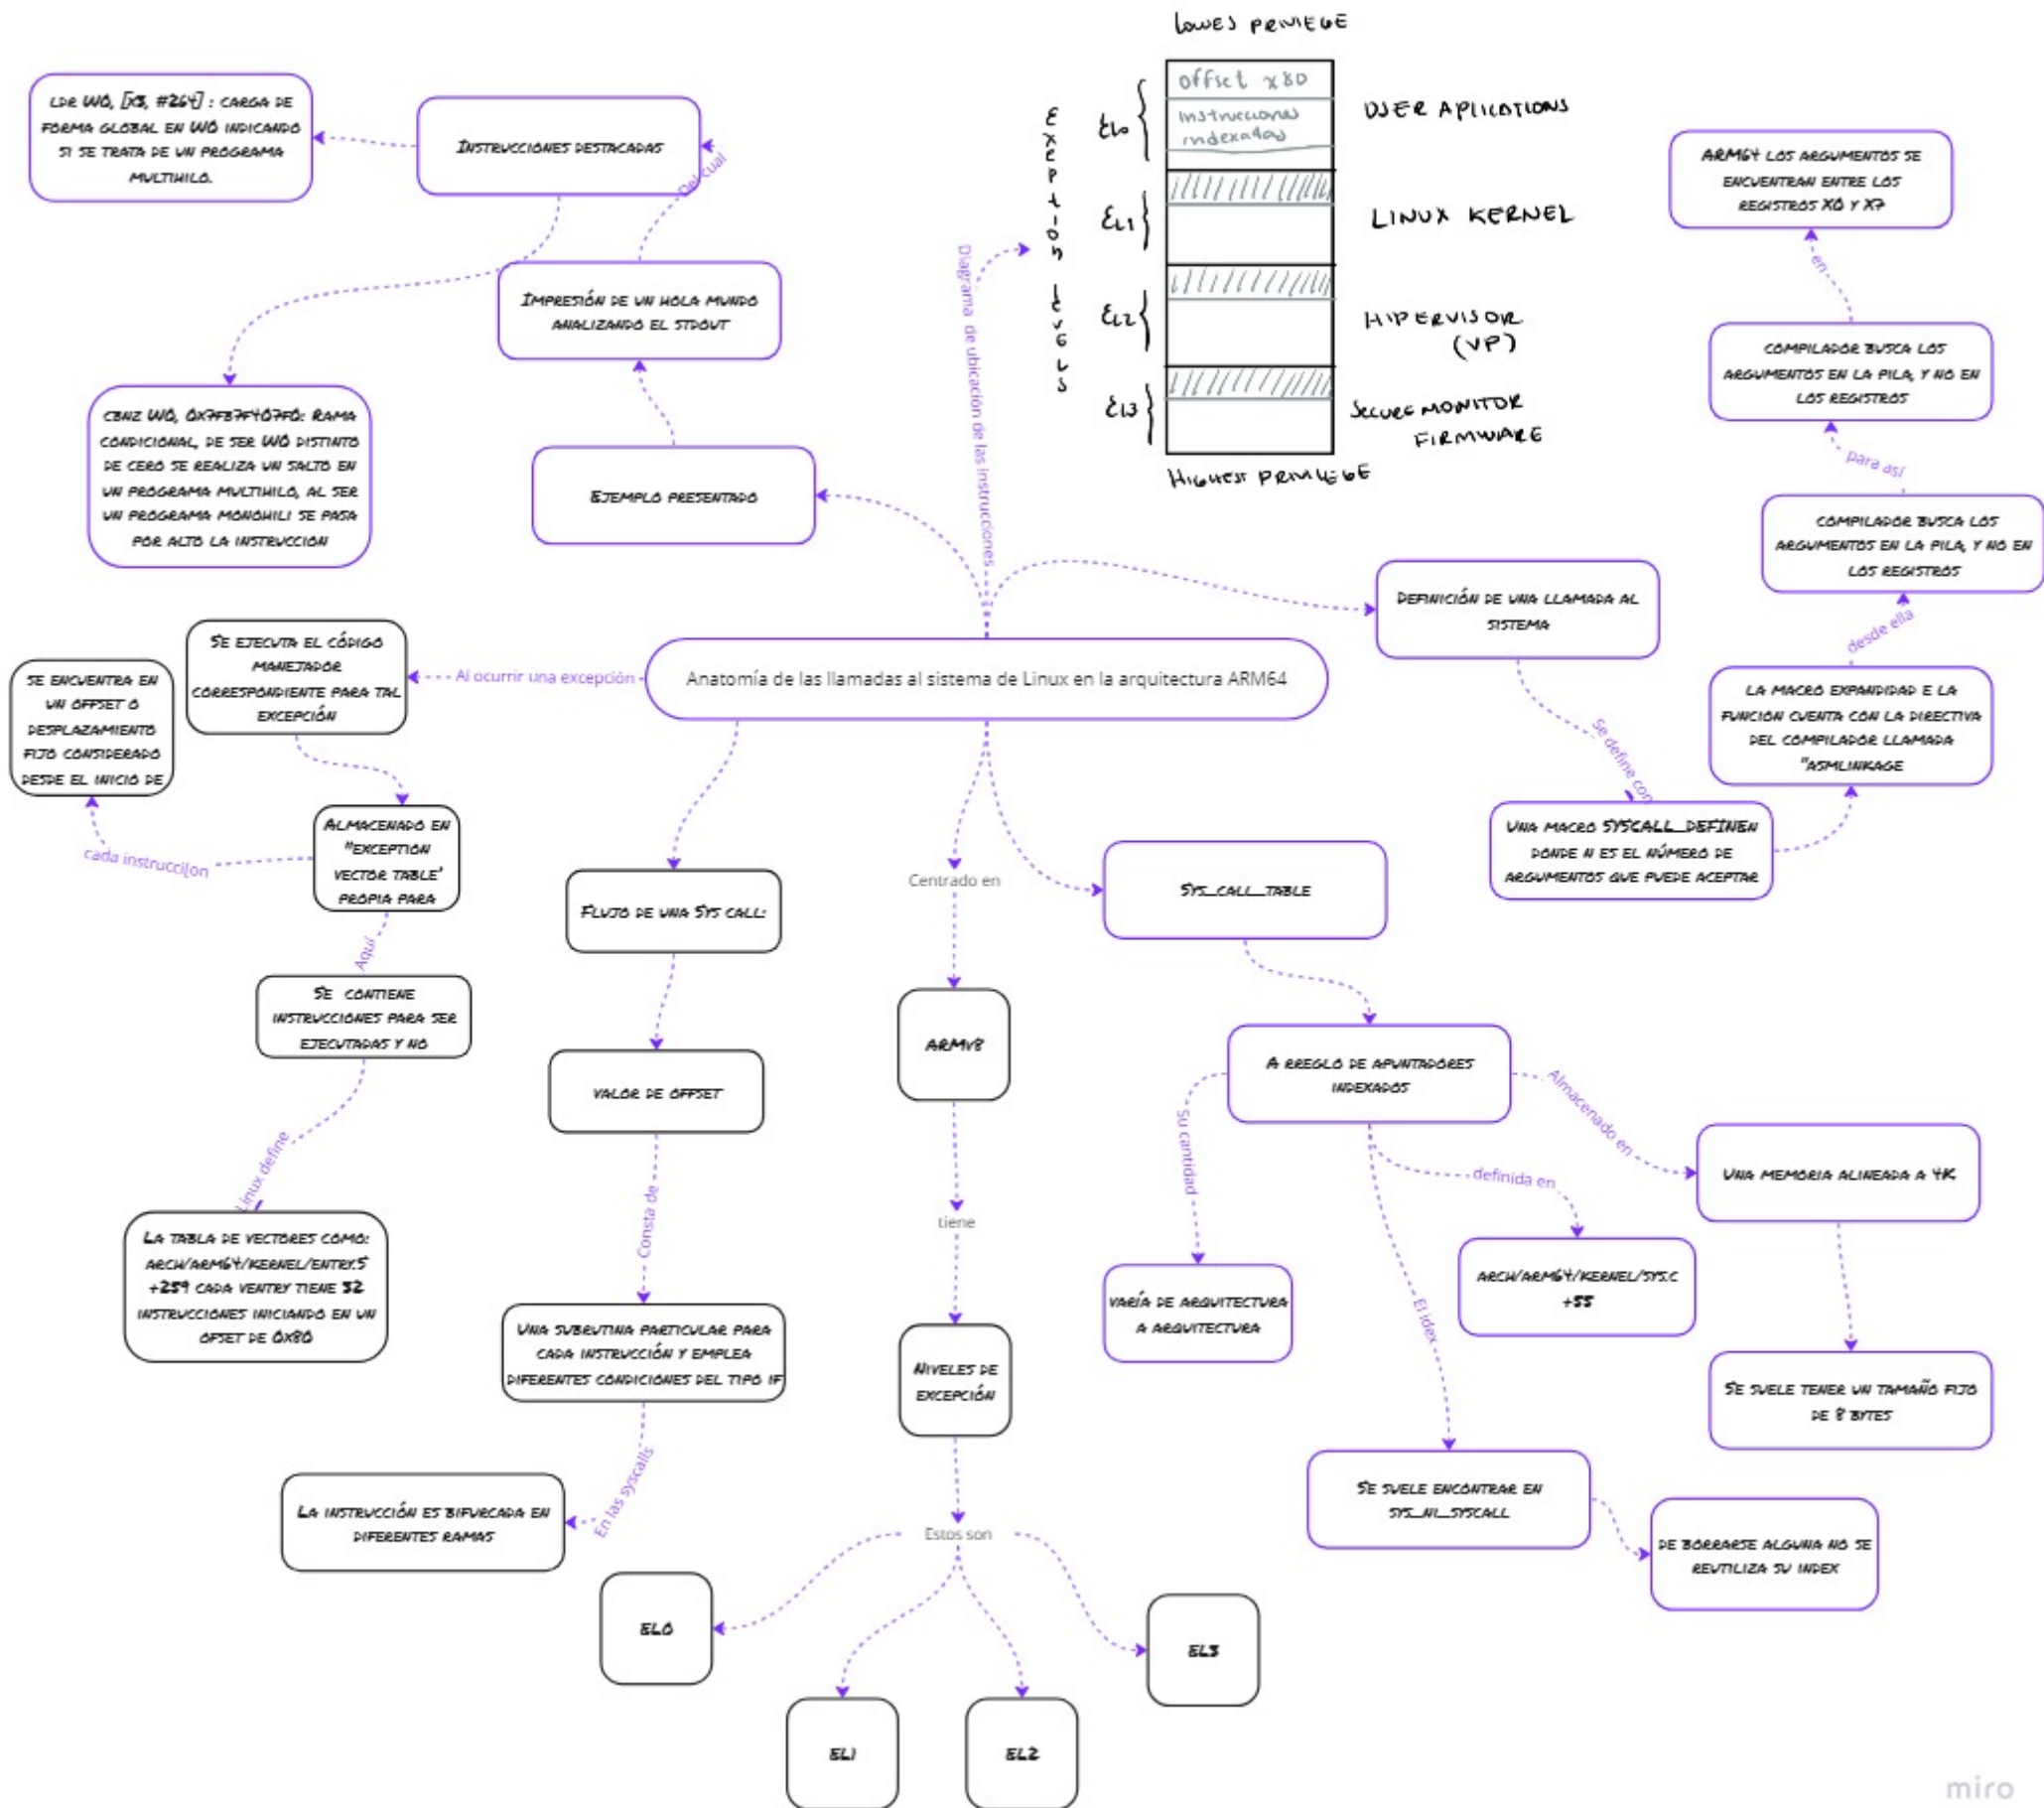 LOWES PRIVIEGE
offset x80
instrucciones
indexadas
EL0
USER APLICATIONS
Exception levels
EL1
LINUX KERNEL
EL2
HIPERVISOR
(VP)
EL3
SECURE MONITOR
FIRMWARE
HIGHEST PRIVILEGE
Diagrama de ubicación de las instrucciones
LDR W0, [X3, #264] : CARGA DE
FORMA GLOBAL EN W0 INDICANDO
SI SE TRATA DE UN PROGRAMA
MULTIHILO.
INSTRUCCIONES DESTACADAS
Del cual
IMPRESIÓN DE UN HOLA MUNDO
ANALIZANDO EL STDOUT
CBNZ W0, 0X7FB7F407F0: RAMA
CONDICIONAL, DE SER W0 DISTINTO
DE CERO SE REALIZA UN SALTO EN
UN PROGRAMA MULTIHILO, AL SER
UN PROGRAMA MONOHILI SE PASA
POR ALTO LA INSTRUCCION
EJEMPLO PRESENTADO
ARM64 LOS ARGUMENTOS SE
ENCUENTRAN ENTRE LOS
REGISTROS X0 Y X7
en
COMPILADOR BUSCA LOS
ARGUMENTOS EN LA PILA, Y NO EN
LOS REGISTROS
para así
COMPILADOR BUSCA LOS
ARGUMENTOS EN LA PILA, Y NO EN
LOS REGISTROS
desde ella
LA MACRO EXPANDIDAD E LA
FUNCIÓN CUENTA CON LA DIRECTIVA
DEL COMPILADOR LLAMADA
"ASMLINKAGE
DEFINICIÓN DE UNA LLAMADA AL
SISTEMA
Se define con
UNA MACRO SYSCALL_DEFINEN
DONDE N ES EL NÚMERO DE
ARGUMENTOS QUE PUEDE ACEPTAR
Anatomía de las llamadas al sistema de Linux en la arquitectura ARM64
Al ocurrir una excepción
SE EJECUTA EL CÓDIGO
MANEJADOR
CORRESPONDIENTE PARA TAL
EXCEPCIÓN
SE ENCUENTRA EN
UN OFFSET O
DESPLAZAMIENTO
FIJO CONSIDERADO
DESDE EL INICIO DE
cada instrucci[on
ALMACENADO EN
"EXCEPTION
VECTOR TABLE'
PROPIA PARA
Aquí
SE CONTIENE
INSTRUCCIONES PARA SER
EJECUTADAS Y NO
Linux define
LA TABLA DE VECTORES COMO:
ARCH/ARM64/KERNEL/ENTRY.S
+259 CADA VENTRY TIENE 32
INSTRUCCIONES INICIANDO EN UN
OFSET DE 0X80
FLUJO DE UNA SYS CALL:
VALOR DE OFFSET
Consta de
UNA SUBRUTINA PARTICULAR PARA
CADA INSTRUCCIÓN Y EMPLEA
DIFERENTES CONDICIONES DEL TIPO IF
En las syscalls
LA INSTRUCCIÓN ES BIFURCADA EN
DIFERENTES RAMAS
Centrado en
ARMV8
tiene
NIVELES DE
EXCEPCIÓN
Estos son
EL0
EL1
EL2
EL3
SYS_CALL_TABLE
A RREGLO DE APUNTADORES
INDEXADOS
Su cantidad
VARÍA DE ARQUITECTURA
A ARQUITECTURA
El idex
SE SUELE ENCONTRAR EN
SYS_NI_SYSCALL
DE BORRARSE ALGUNA NO SE
REUTILIZA SU INDEX
definida en
ARCH/ARM64/KERNEL/SYS.C
+55
Almacenado en
UNA MEMORIA ALINEADA A 4K
SE SUELE TENER UN TAMAÑO FIJO
DE 8 BYTES
miro